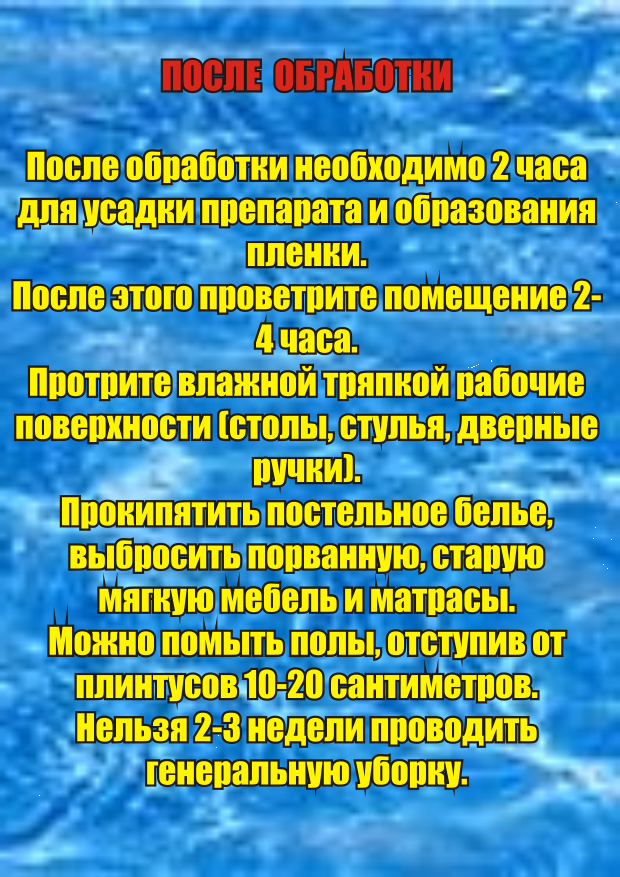 ПОСЛЕ ОБРАБОТКИ
После обработки необходимо 2 часа
для усадки препарата и образования
пленки.
После этого проветрите помещение 2-
4 часа.
Протрите влажной тряпкой рабочие
поверхности (столы, стулья, дверные
ручки).
Прокипятить постельное белье,
выбросить порванную, старую
мягкую мебель и матрасы.
Можно помыть полы, отступив от
плинтусов 10-20 сантиметров.
Нельзя 2-3 недели проводить
генеральную уборку.